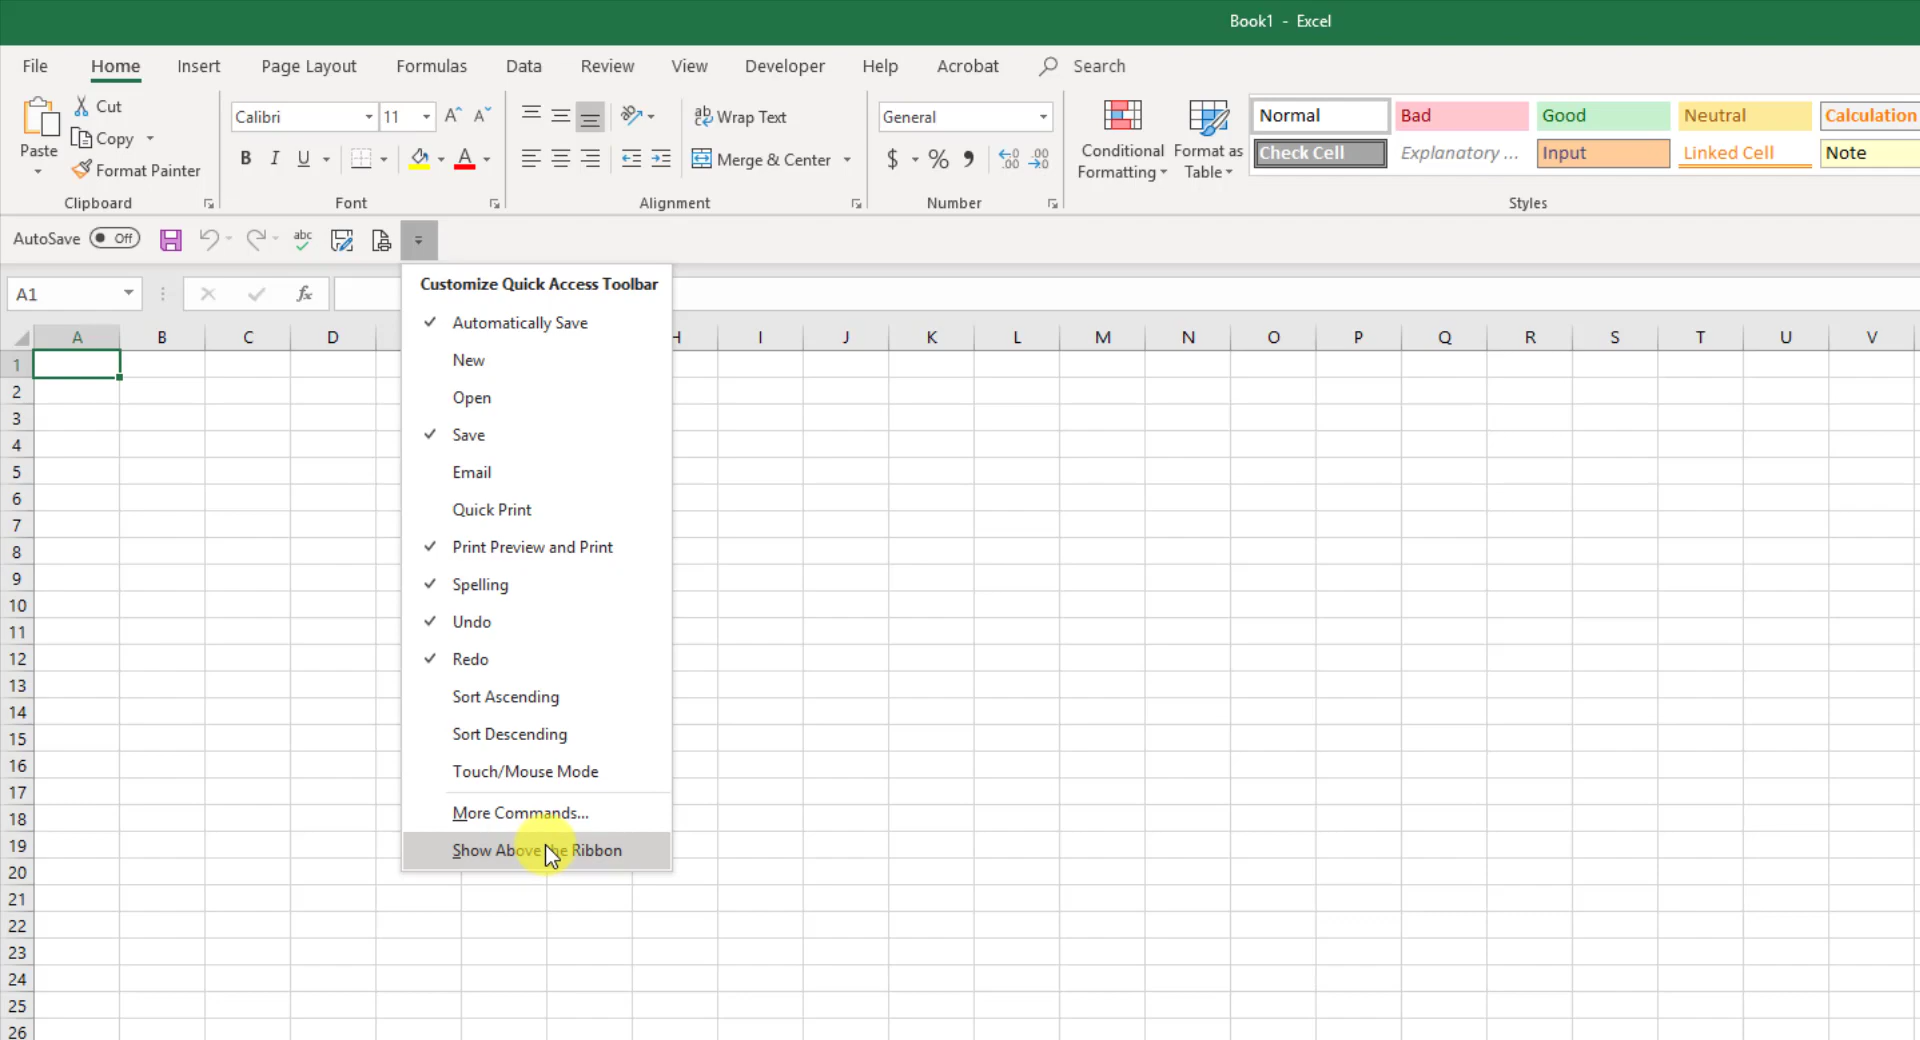 Book1 - Excel
File Home Insert Page Layout Formulas Data Review View Developer Help Acrobat Search
Paste
Cut
Copy
Format Painter
Clipboard
Calibri 11
B I U A
Font
ab Wrap Text
Merge & Center
Alignment
General
$ % 9
Number
Conditional Formatting
Format as Table
Normal Bad Good Neutral Calculation
Check Cell Explanatory ... Input Linked Cell Note
Styles
AutoSave Off abc
A1 fx
A B C D H I J K L M N O P Q R S T U V
Customize Quick Access Toolbar
Automatically Save
New
Open
Save
Email
Quick Print
Print Preview and Print
Spelling
Undo
Redo
Sort Ascending
Sort Descending
Touch/Mouse Mode
More Commands...
Show Above the Ribbon
1
2
3
4
5
6
7
8
9
10
11
12
13
14
15
16
17
18
19
20
21
22
23
24
25
26